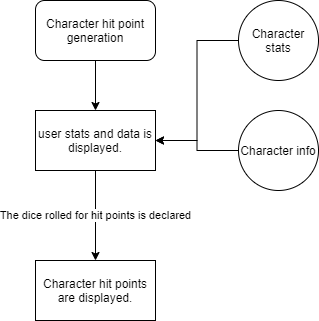 Character hit point
generation
Character
stats
user stats and data is
displayed.
Character info
The dice rolled for hit points is declared
Character hit points
are displayed.